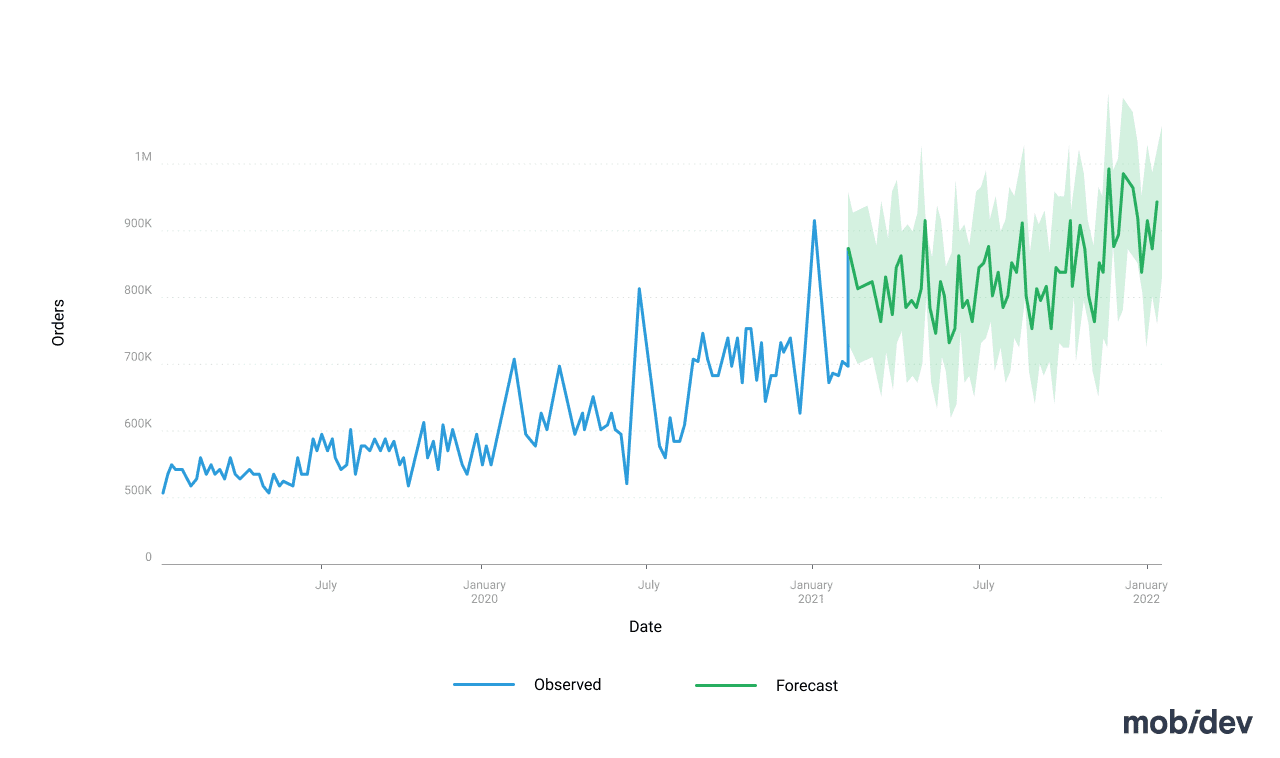 1M
900K
800K
700K
600K
500K
0
Orders
July
January
2020
July
January
2021
July
January
2022
Date
Observed
Forecast
mobidev